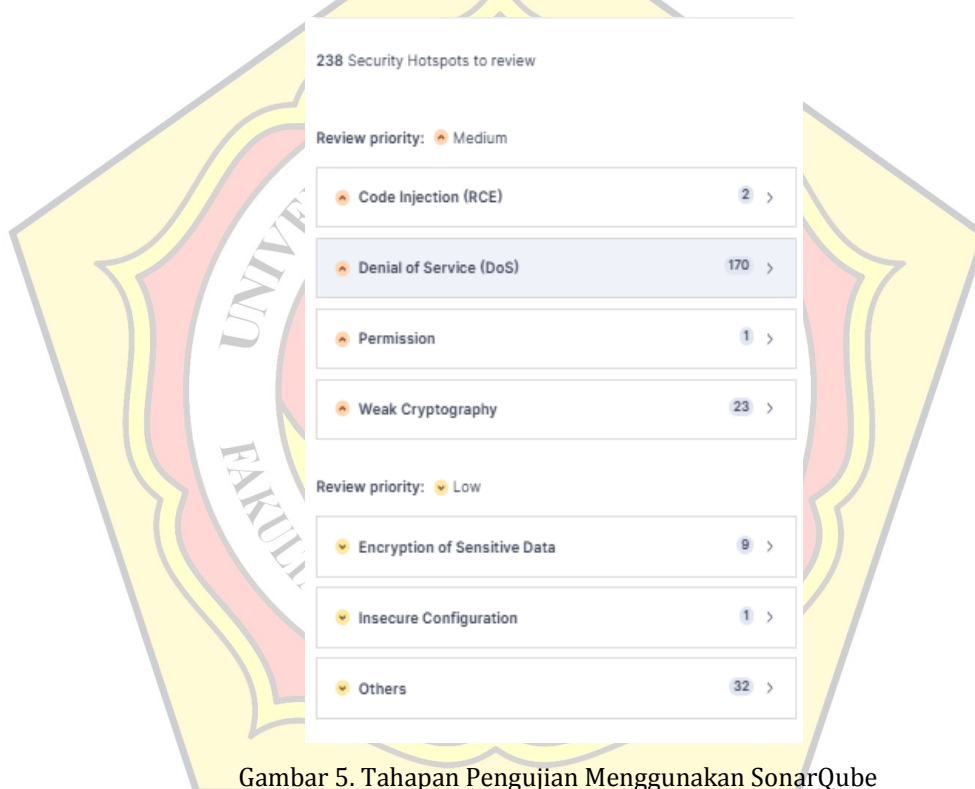 238 Security Hotspots to review
Review priority: Medium
Code Injection (RCE) 2
Denial of Service (DoS) 170
Permission 1
Weak Cryptography 23
Review priority: Low
Encryption of Sensitive Data 9
Insecure Configuration 1
Others 32
Gambar 5. Tahapan Pengujian Menggunakan SonarQube